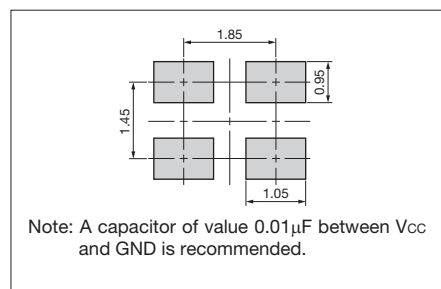 1.85
0.95
1.45
1.05
Note: A capacitor of value 0.01μF between Vcc
and GND is recommended.